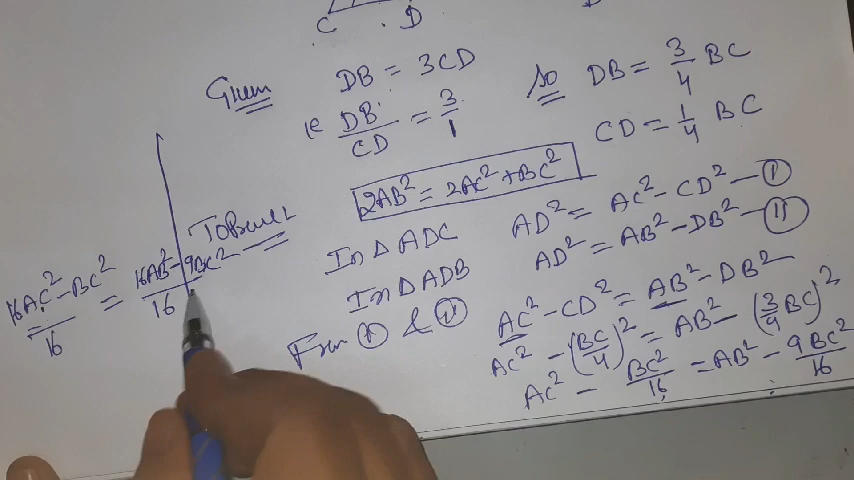 C . D D
Given DB = 3CD So DB = 3/4 BC
ie DB/CD = 3/1 CD = 1/4 BC
2AB² = 2AC² + BC²
In Δ ADC AD² = AC² - CD² — (I)
In Δ ADB AD² = AB² - DB² — (II)
From (I) & (II) AC² - CD² = AB² - DB²
AC² - (BC/4)² = AB² - (3/4 BC)²
AC² - BC²/16 = AB² - 9BC²/16
16AC² - BC²/16 = 16AB² - 9BC²/16